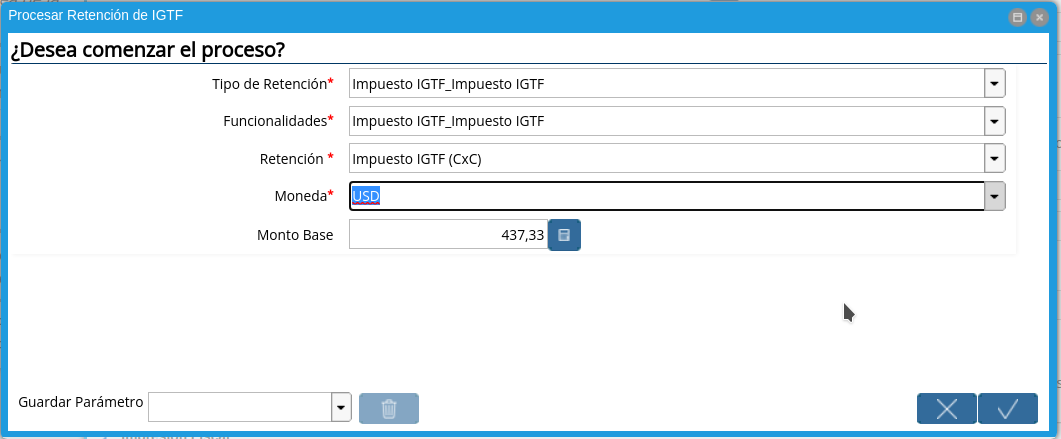 Procesar Retención de IGTF
¿Desea comenzar el proceso?
Tipo de Retención* Impuesto IGTF_Impuesto IGTF
Funcionalidades* Impuesto IGTF_Impuesto IGTF
Retención * Impuesto IGTF (CxC)
Moneda* USD
Monto Base 437,33
Guardar Parámetro